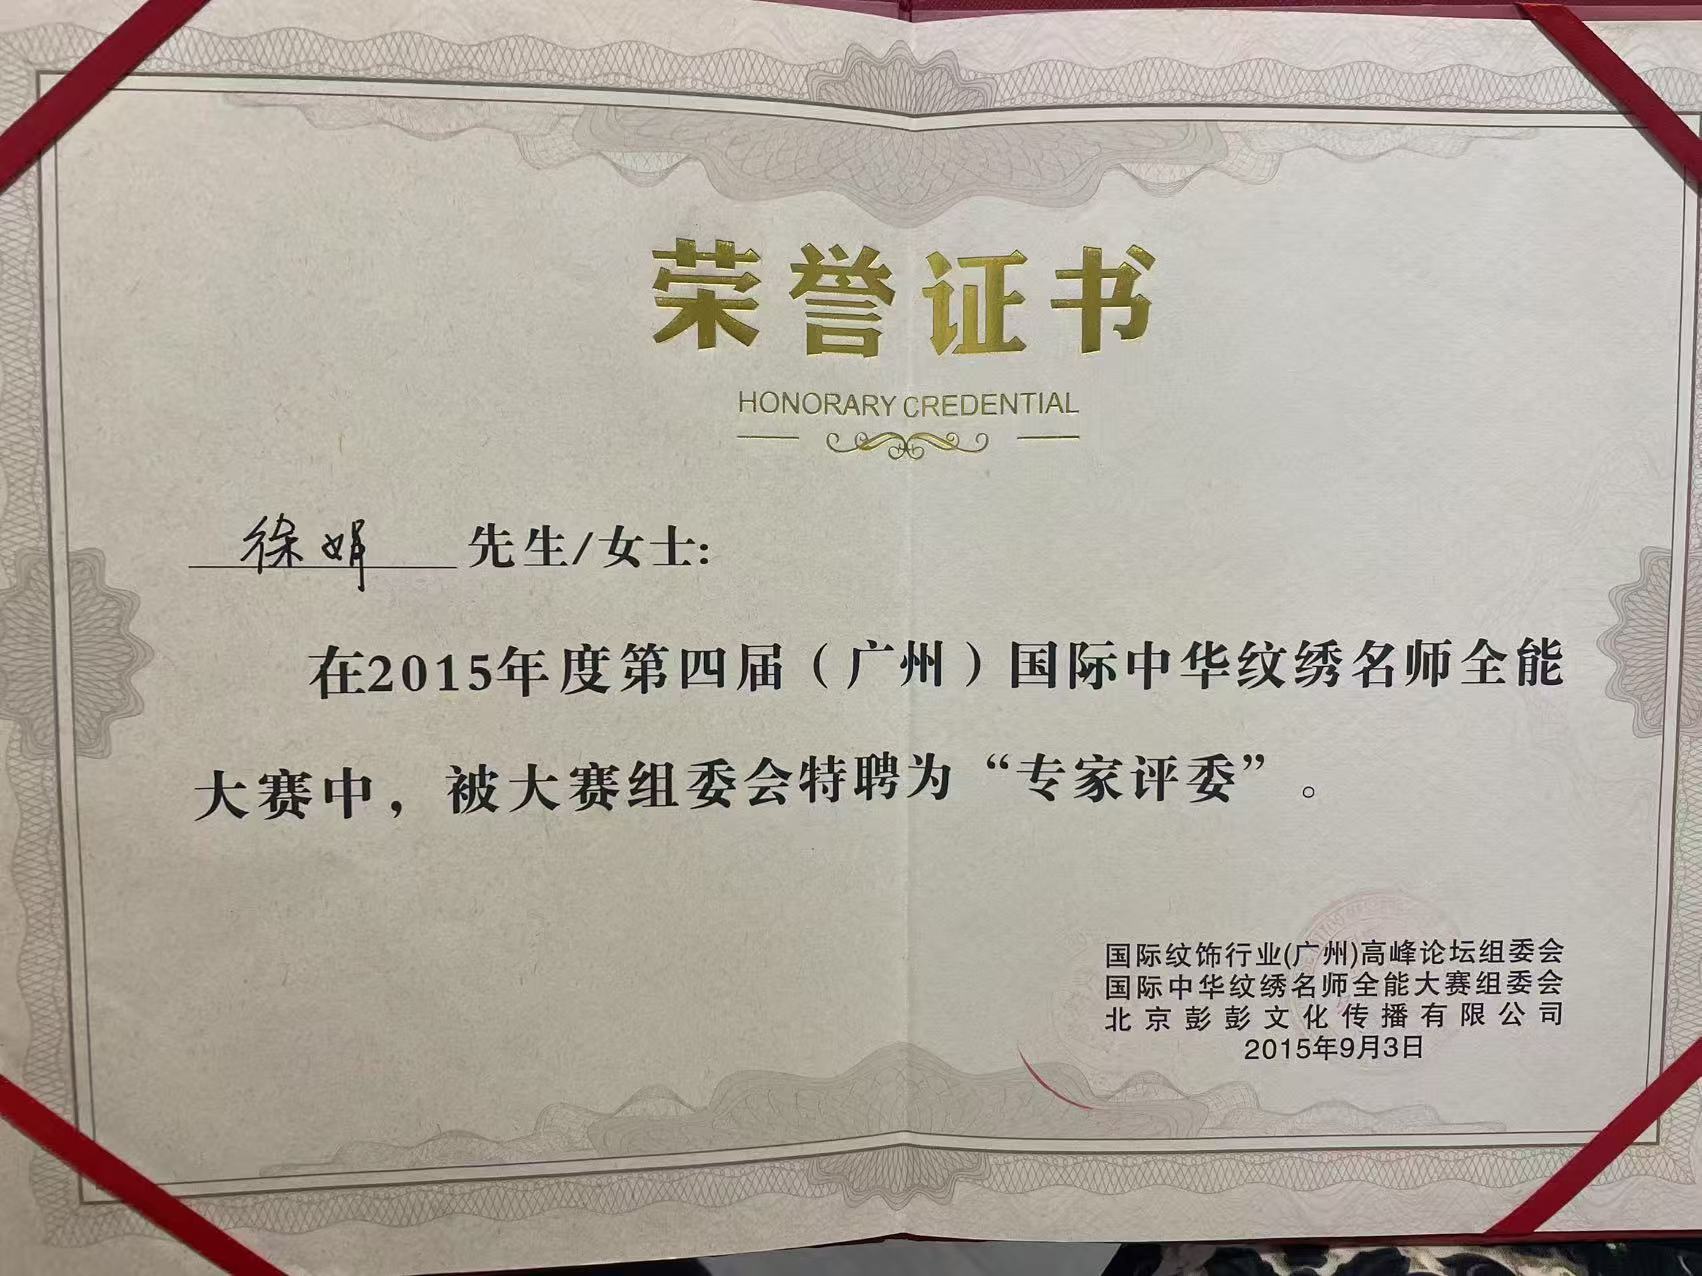 荣誉证书
HONORARY CREDENTIAL
徐娟 先生/女士:
在2015年度第四届（广州）国际中华纹绣名师全能
大赛中，被大赛组委会特聘为“专家评委”。
国际纹饰行业(广州)高峰论坛组委会
国际中华纹绣名师全能大赛组委会
北京彭彭文化传播有限公司
2015年9月3日